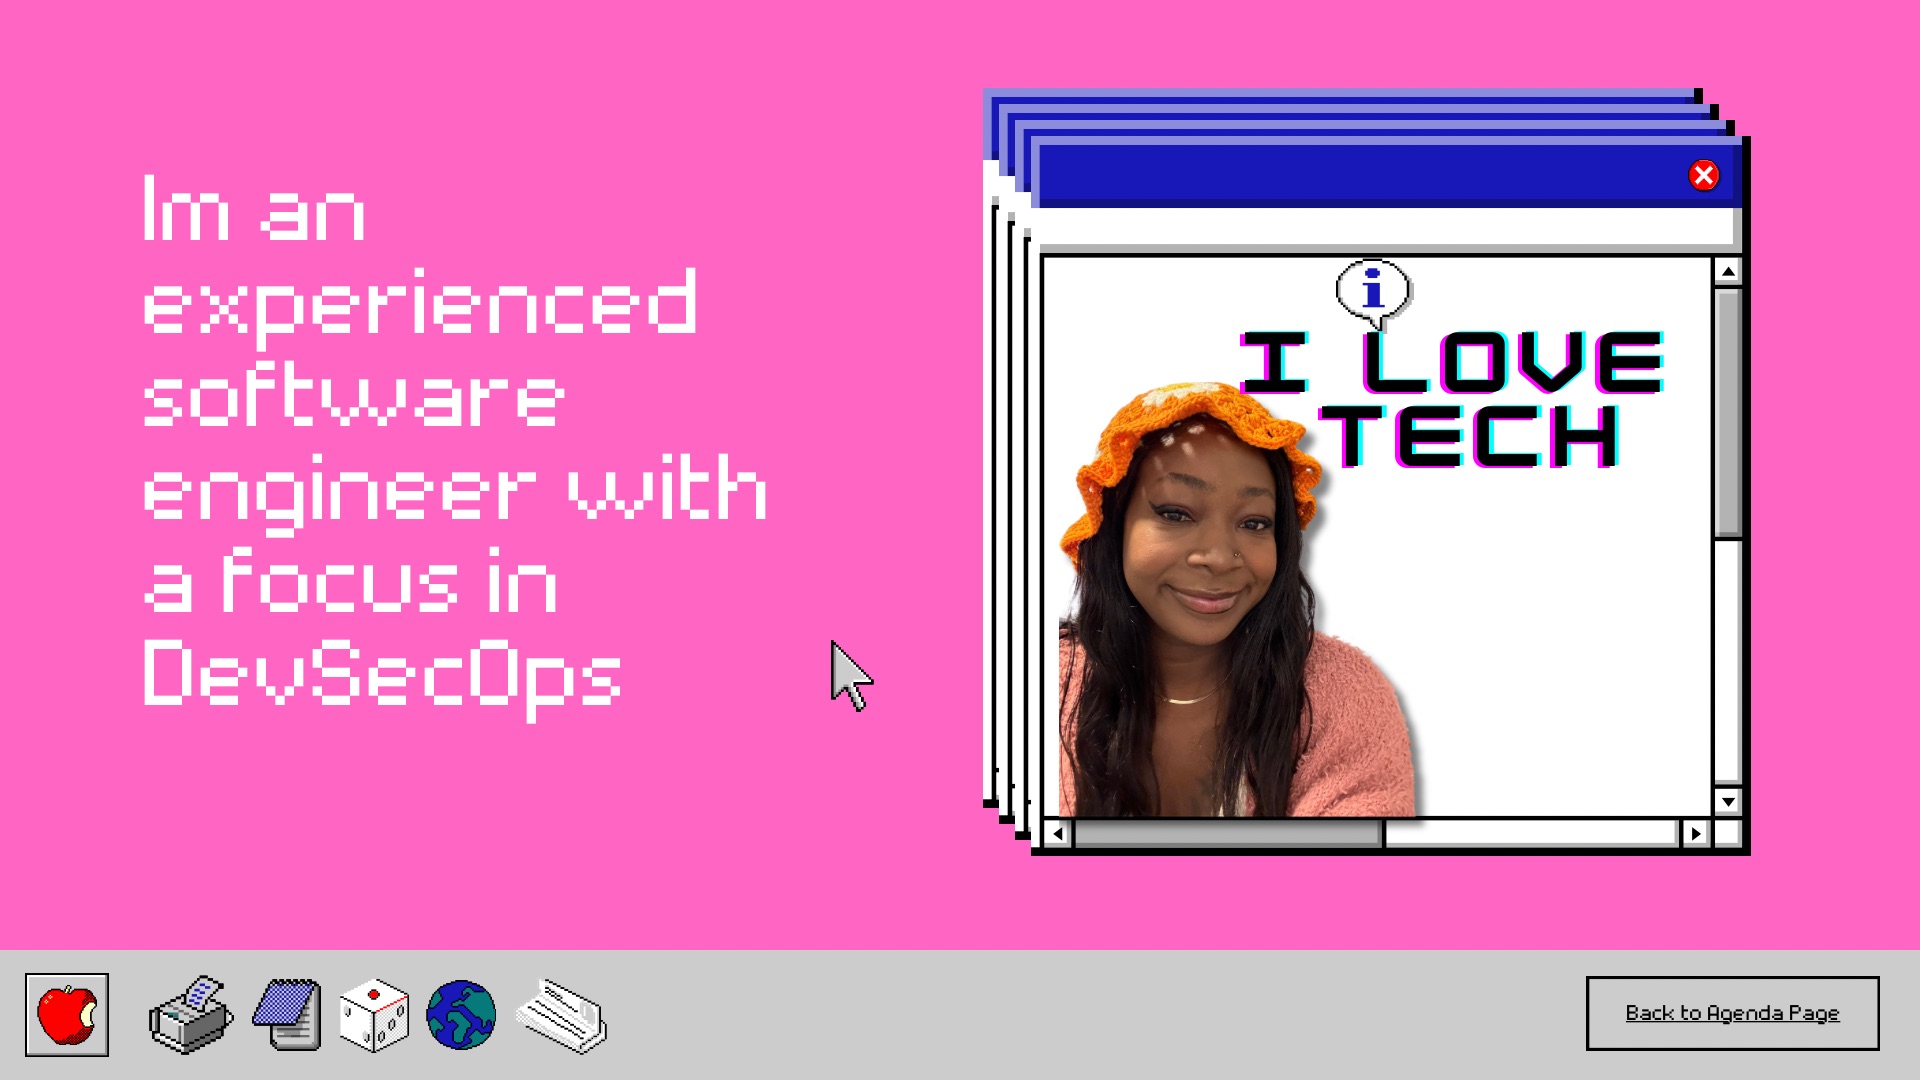 Im an
experienced
software
engineer with
a focus in
DevSecOps
i
I LOVE
TECH
Back to Agenda Page